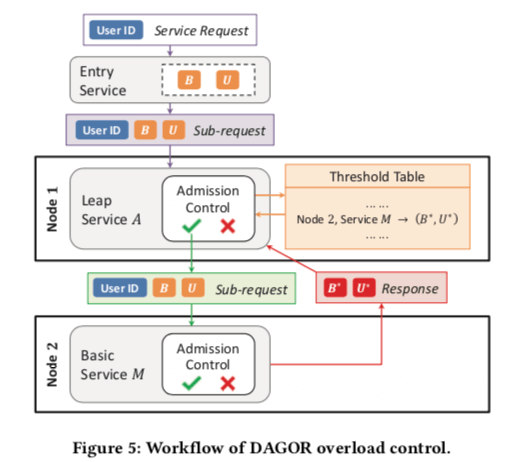 User ID Service Request
Entry
Service
B U
User ID B U Sub-request
Node 1
Leap
Service A
Admission
Control
Threshold Table
... ...
Node 2, Service M → (B*, U*)
... ...
User ID B U Sub-request
B* U* Response
Node 2
Basic
Service M
Admission
Control
Figure 5: Workflow of DAGOR overload control.